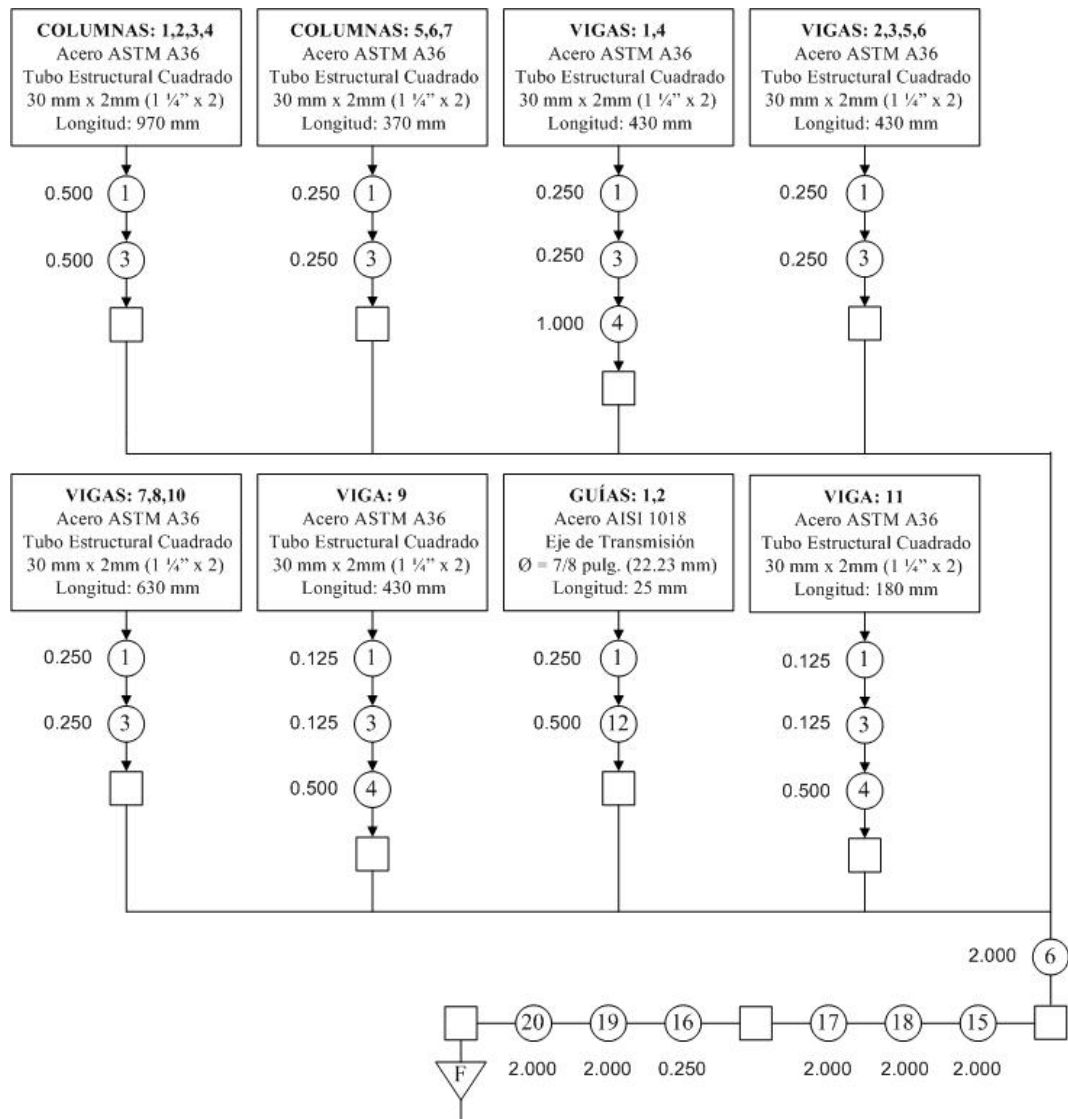 COLUMNAS: 1,2,3,4
Acero ASTM A36
Tubo Estructural Cuadrado
30 mm x 2mm (1 ¼” x 2)
Longitud: 970 mm
0.500 1
0.500 3
COLUMNAS: 5,6,7
Acero ASTM A36
Tubo Estructural Cuadrado
30 mm x 2mm (1 ¼” x 2)
Longitud: 370 mm
0.250 1
0.250 3
VIGAS: 1,4
Acero ASTM A36
Tubo Estructural Cuadrado
30 mm x 2mm (1 ¼” x 2)
Longitud: 430 mm
0.250 1
0.250 3
1.000 4
VIGAS: 2,3,5,6
Acero ASTM A36
Tubo Estructural Cuadrado
30 mm x 2mm (1 ¼” x 2)
Longitud: 430 mm
0.250 1
0.250 3
VIGAS: 7,8,10
Acero ASTM A36
Tubo Estructural Cuadrado
30 mm x 2mm (1 ¼” x 2)
Longitud: 630 mm
0.250 1
0.250 3
VIGA: 9
Acero ASTM A36
Tubo Estructural Cuadrado
30 mm x 2mm (1 ¼” x 2)
Longitud: 430 mm
0.125 1
0.125 3
0.500 4
GUÍAS: 1,2
Acero AISI 1018
Eje de Transmisión
Ø = 7/8 pulg. (22.23 mm)
Longitud: 25 mm
0.250 1
0.500 12
VIGA: 11
Acero ASTM A36
Tubo Estructural Cuadrado
30 mm x 2mm (1 ¼” x 2)
Longitud: 180 mm
0.125 1
0.125 3
0.500 4
2.000 6
20 19 16 17 18 15
2.000 2.000 0.250 2.000 2.000 2.000
F